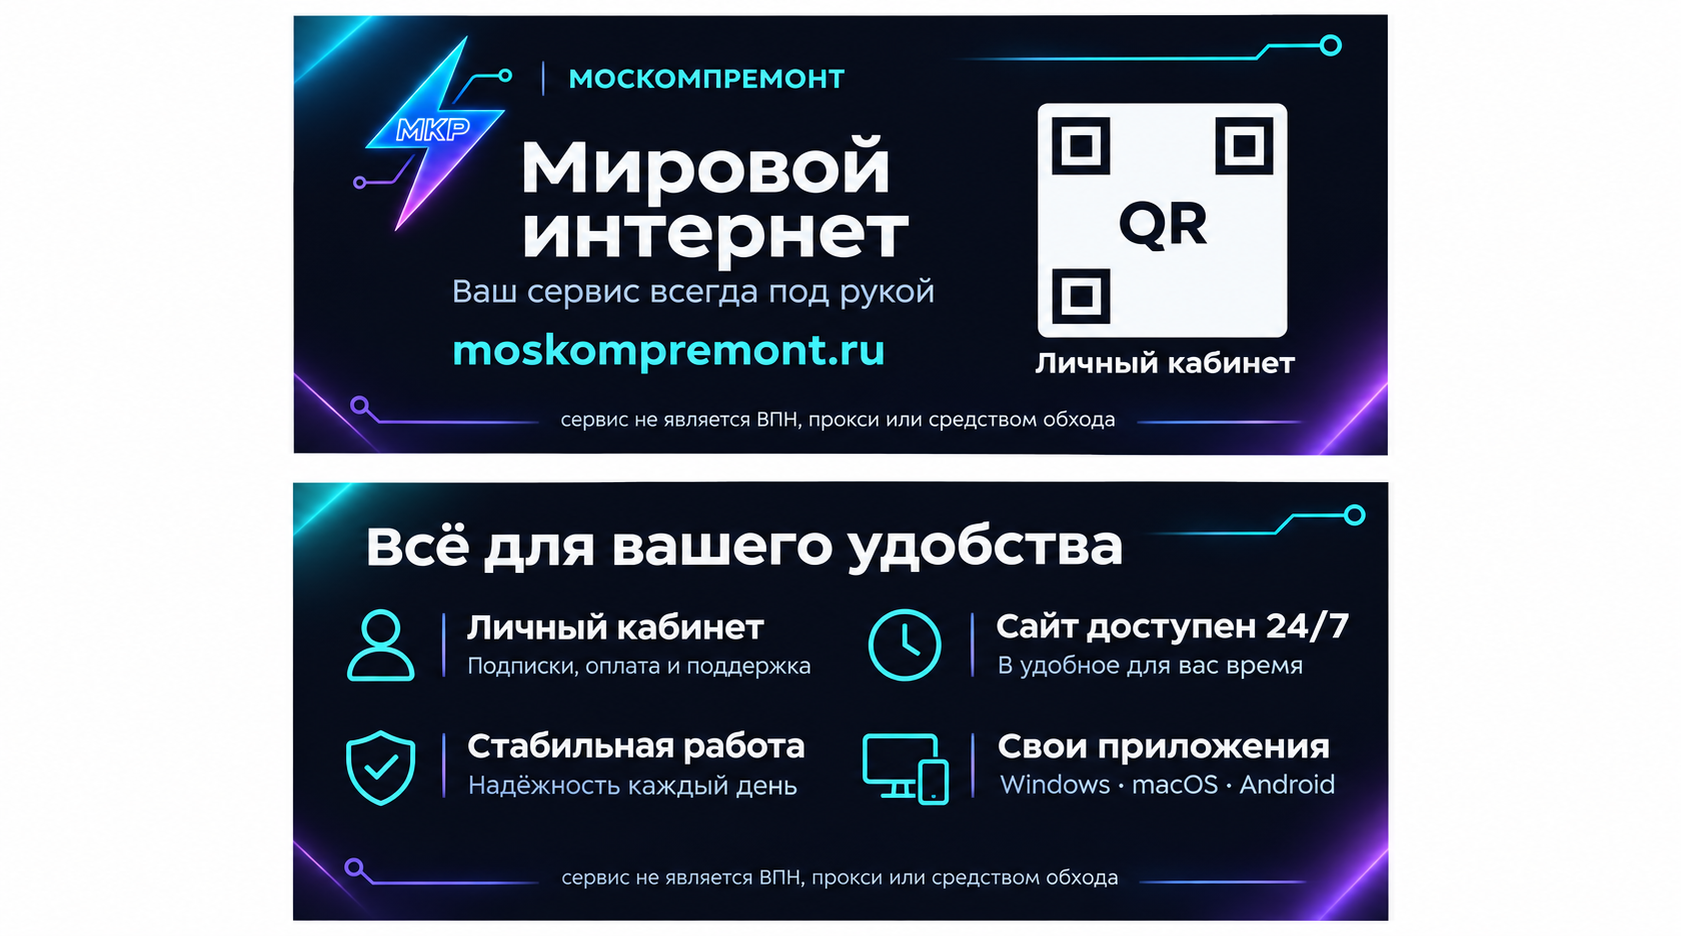 МКР
МОСКОМПРЕМОНТ
Мировой
интернет
Ваш сервис всегда под рукой
moskompremont.ru
QR
Личный кабинет
сервис не является ВПН, прокси или средством обхода
Всё для вашего удобства
Личный кабинет
Подписки, оплата и поддержка
Сайт доступен 24/7
В удобное для вас время
Стабильная работа
Надёжность каждый день
Свои приложения
Windows · macOS · Android
сервис не является ВПН, прокси или средством обхода